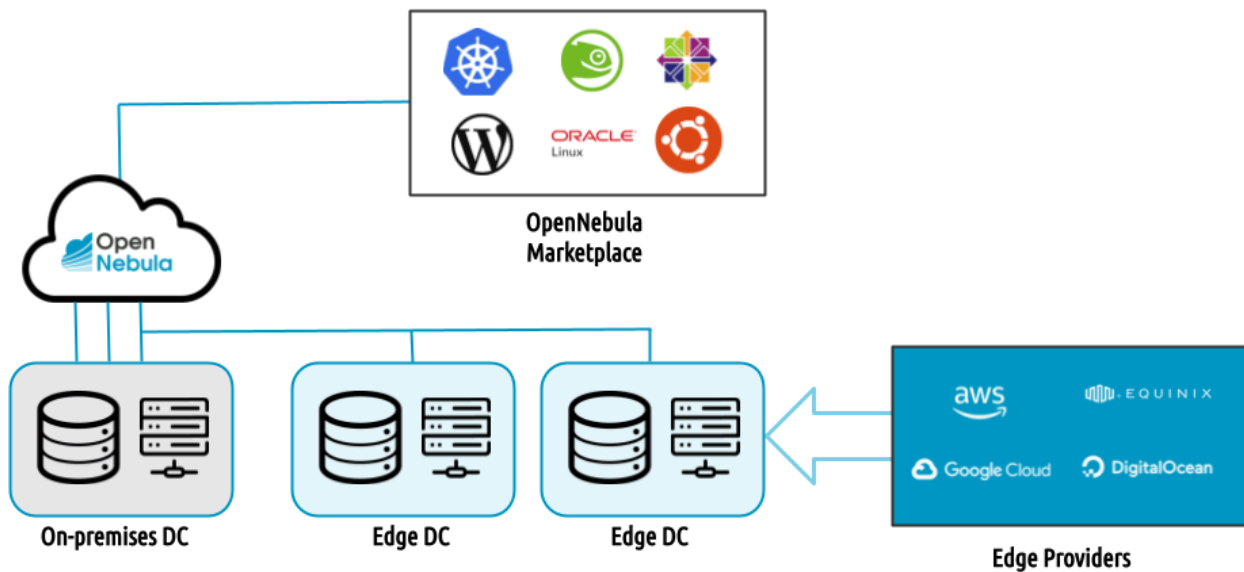 ORACLE
Linux
OpenNebula
Marketplace
Open
Nebula
aws
EQUINIX
Google Cloud
DigitalOcean
On-premises DC
Edge DC
Edge DC
Edge Providers